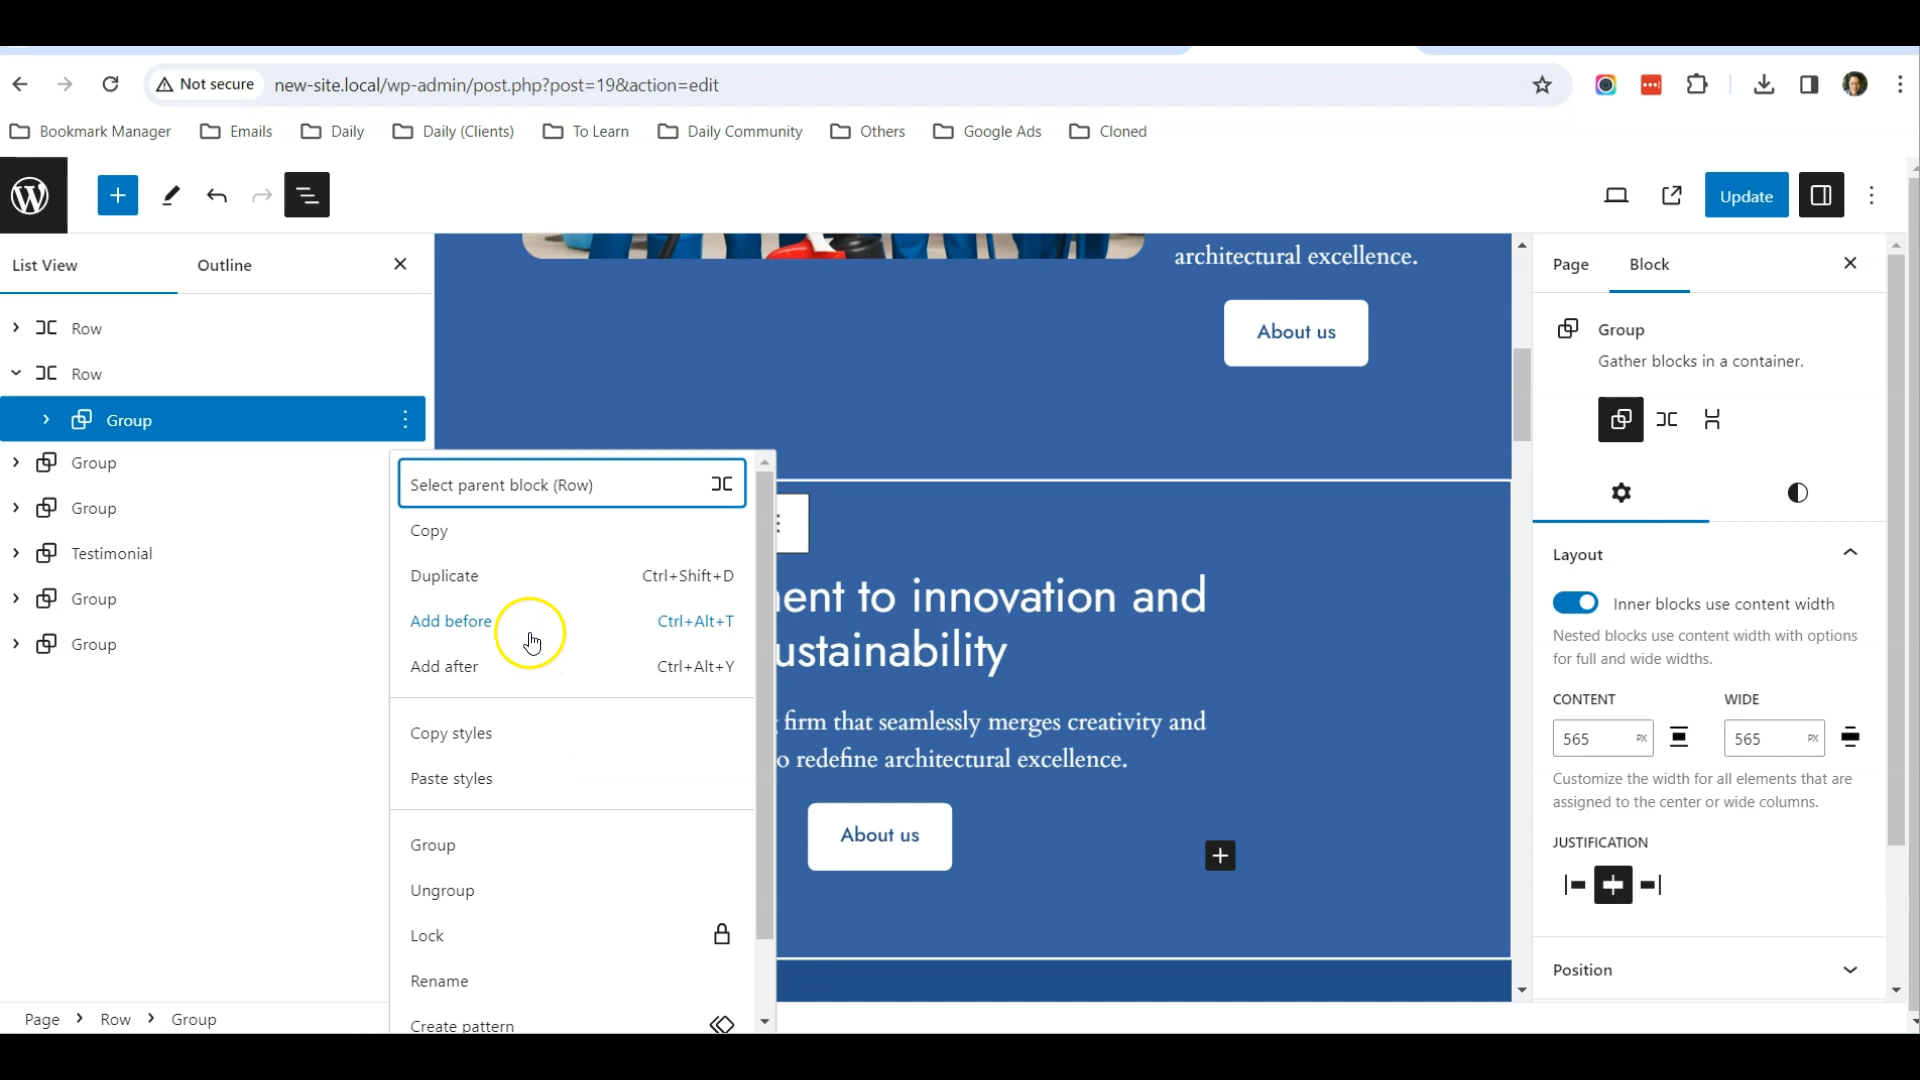 Not secure new-site.local/wp-admin/post.php?post=19&action=edit
Bookmark Manager Emails Daily Daily (Clients) To Learn Daily Community Others Google Ads Cloned
Update
List View Outline
Row
Row
Group
Group
Group
Testimonial
Group
Group
Select parent block (Row)
Copy
Duplicate Ctrl+Shift+D
Add before Ctrl+Alt+T
Add after Ctrl+Alt+Y
Copy styles
Paste styles
Group
Ungroup
Lock
Rename
Create pattern
architectural excellence.
About us
ent to innovation and
ustainability
firm that seamlessly merges creativity and
o redefine architectural excellence.
About us
Page Block
Group
Gather blocks in a container.
Layout
Inner blocks use content width
Nested blocks use content width with options
for full and wide widths.
CONTENT WIDE
565 PX 565 PX
Customize the width for all elements that are
assigned to the center or wide columns.
JUSTIFICATION
Position
Page > Row > Group